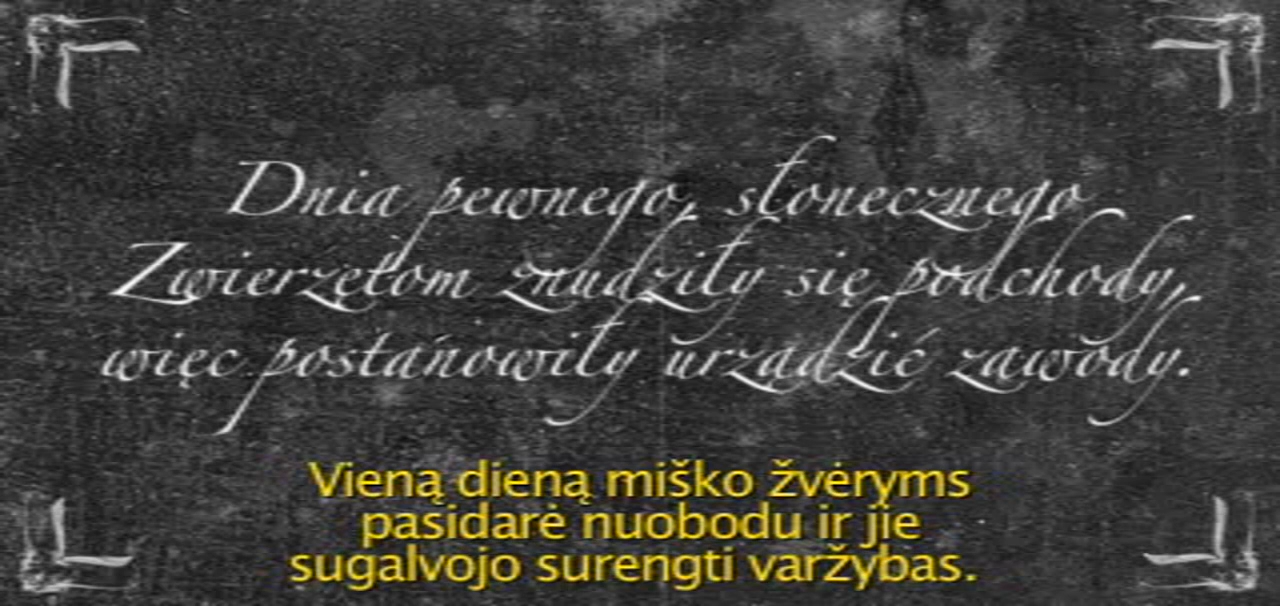 Dnia pewnego, słonecznego
Zwierzętom znudziły się podchody,
więc postanowiły urządzić zawody.
Vieną dieną miško žvėryms
pasidarė nuobodu ir jie
sugalvojo surengti varžybas.